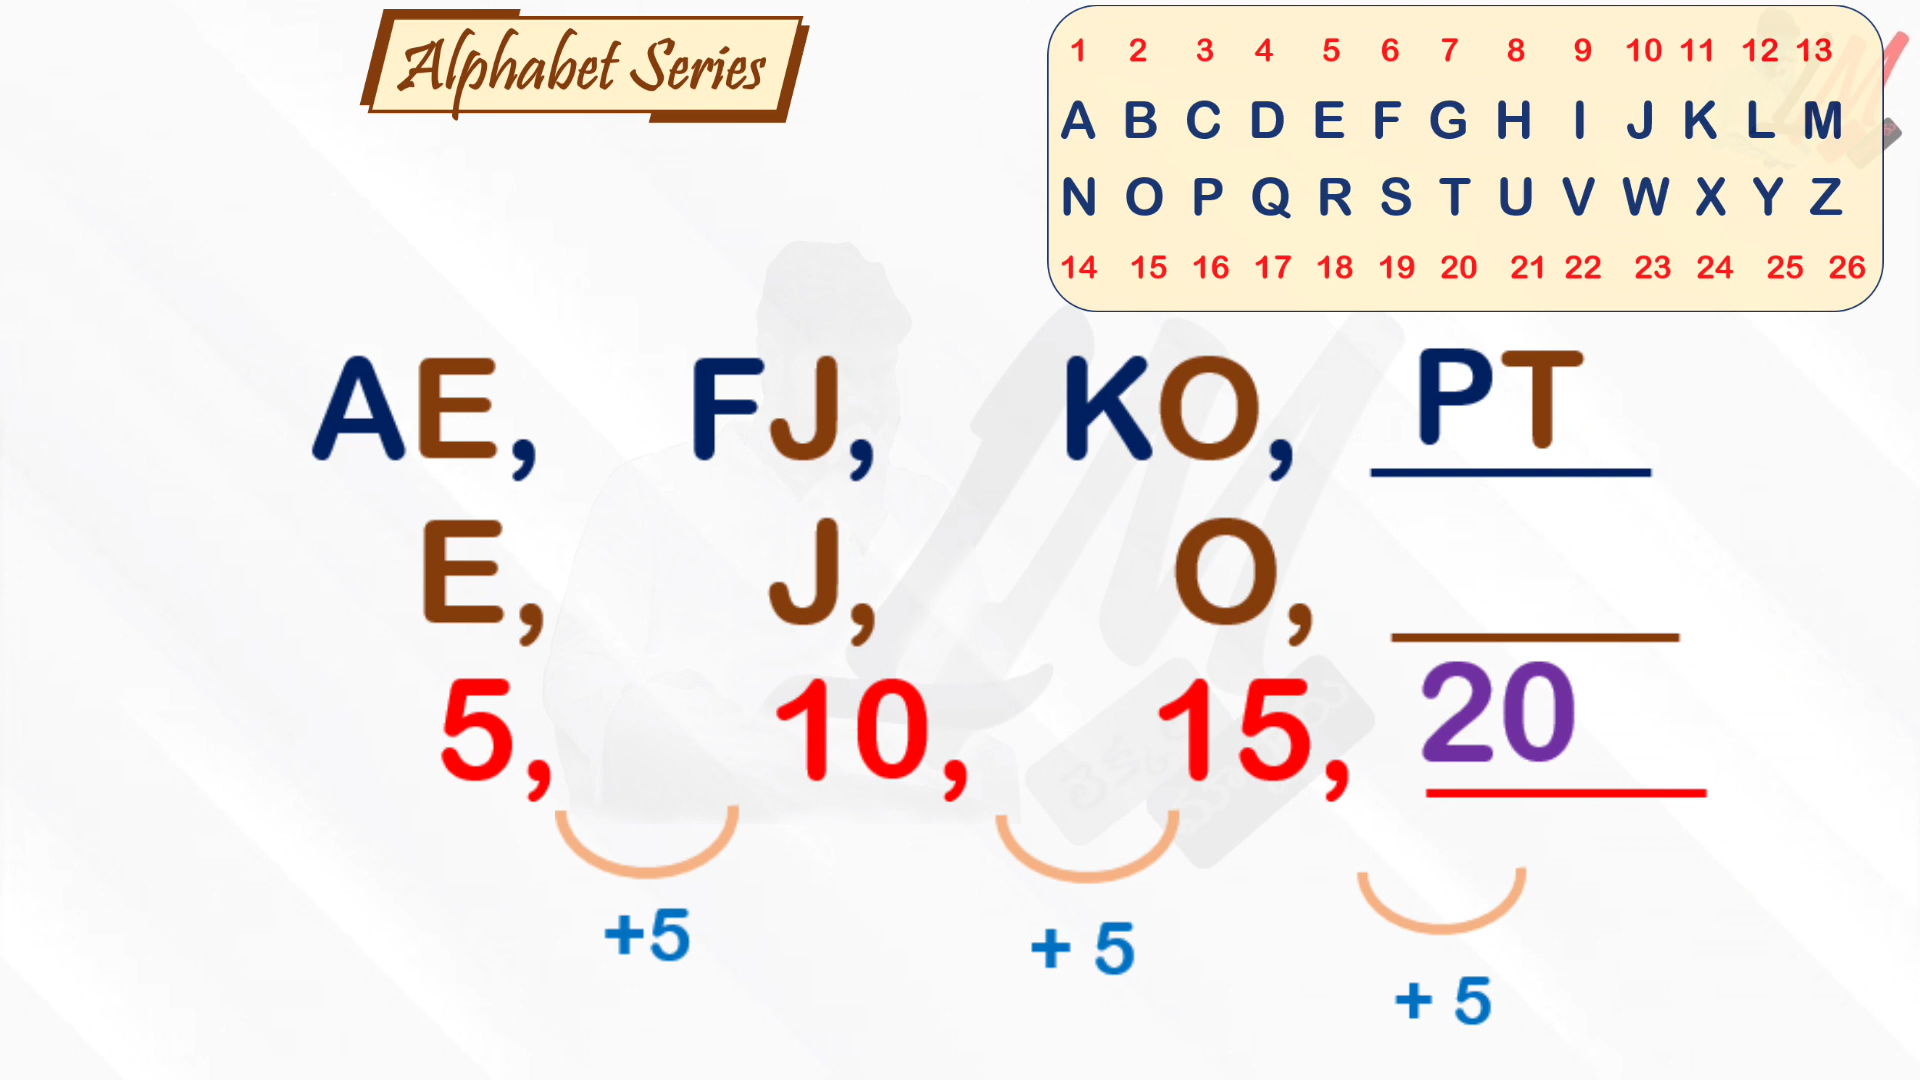 Alphabet Series
1 2 3 4 5 6 7 8 9 10 11 12 13
A B C D E F G H I J K L M
N O P Q R S T U V W X Y Z
14 15 16 17 18 19 20 21 22 23 24 25 26
AE, FJ, KO, PT
E, J, O,
5, 10, 15, 20
+5 + 5 + 5